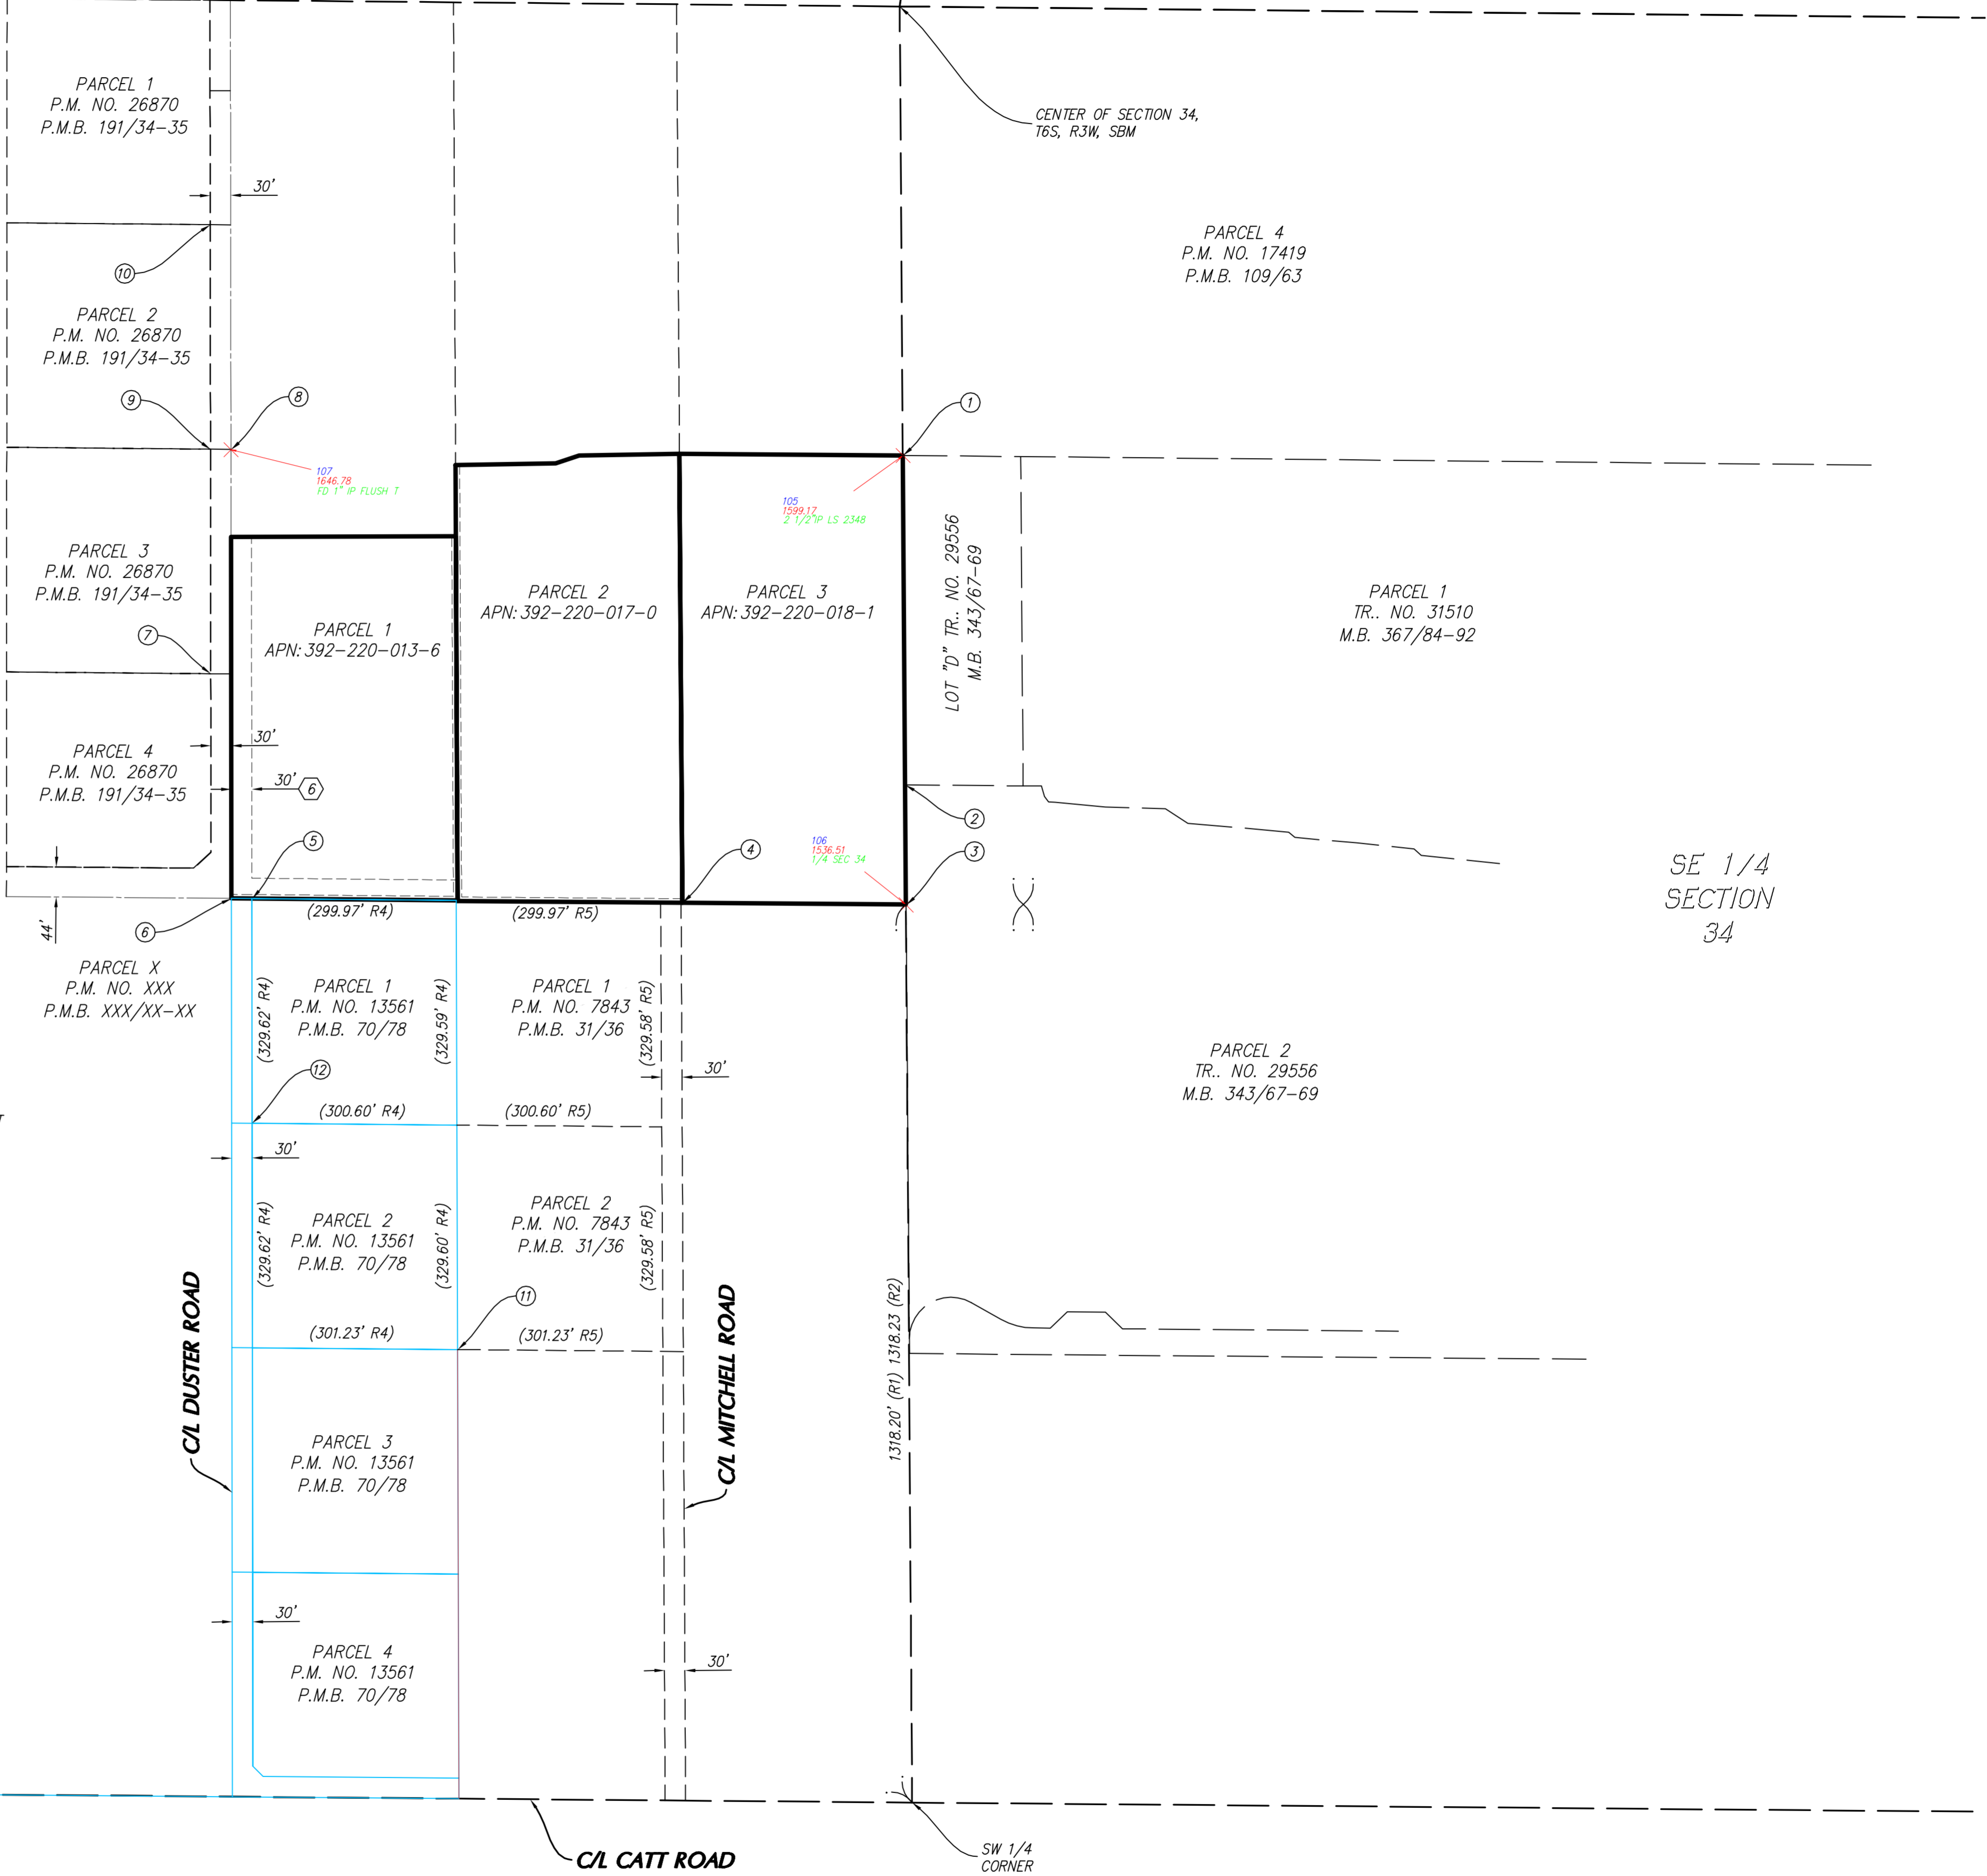 PARCEL 1
P.M. NO. 26870
P.M.B. 191/34-35
CENTER OF SECTION 34,
T6S, R3W, SBM
30'
PARCEL 4
P.M. NO. 17419
P.M.B. 109/63
10
PARCEL 2
P.M. NO. 26870
P.M.B. 191/34-35
9
8
1
107
1646.78
FD 1" IP FLUSH T
105
1599.17
2 1/2"IP LS 2348
PARCEL 3
P.M. NO. 26870
P.M.B. 191/34-35
7
PARCEL 1
APN: 392-220-013-6
PARCEL 2
APN: 392-220-017-0
PARCEL 3
APN: 392-220-018-1
LOT "D" TR.. NO. 29556
M.B. 343/67-69
PARCEL 1
TR.. NO. 31510
M.B. 367/84-92
30'
30'
6
PARCEL 4
P.M. NO. 26870
P.M.B. 191/34-35
5
4
2
3
106
1536.51
1/4 SEC 34
SE 1/4
SECTION
34
44'
6
(299.97' R4)
(299.97' R5)
PARCEL X
P.M. NO. XXX
P.M.B. XXX/XX-XX
(329.62' R4)
PARCEL 1
P.M. NO. 13561
P.M.B. 70/78
(329.59' R4)
PARCEL 1
P.M. NO. 7843
P.M.B. 31/36
(329.58' R5)
30'
PARCEL 2
TR.. NO. 29556
M.B. 343/67-69
12
(300.60' R4)
(300.60' R5)
T
30'
(329.62' R4)
PARCEL 2
P.M. NO. 13561
P.M.B. 70/78
(329.60' R4)
PARCEL 2
P.M. NO. 7843
P.M.B. 31/36
(329.58' R5)
11
(301.23' R4)
(301.23' R5)
C/L DUSTER ROAD
C/L MITCHELL ROAD
1318.20' (R1) 1318.23 (R2)
PARCEL 3
P.M. NO. 13561
P.M.B. 70/78
30'
PARCEL 4
P.M. NO. 13561
P.M.B. 70/78
30'
C/L CATT ROAD
SW 1/4
CORNER